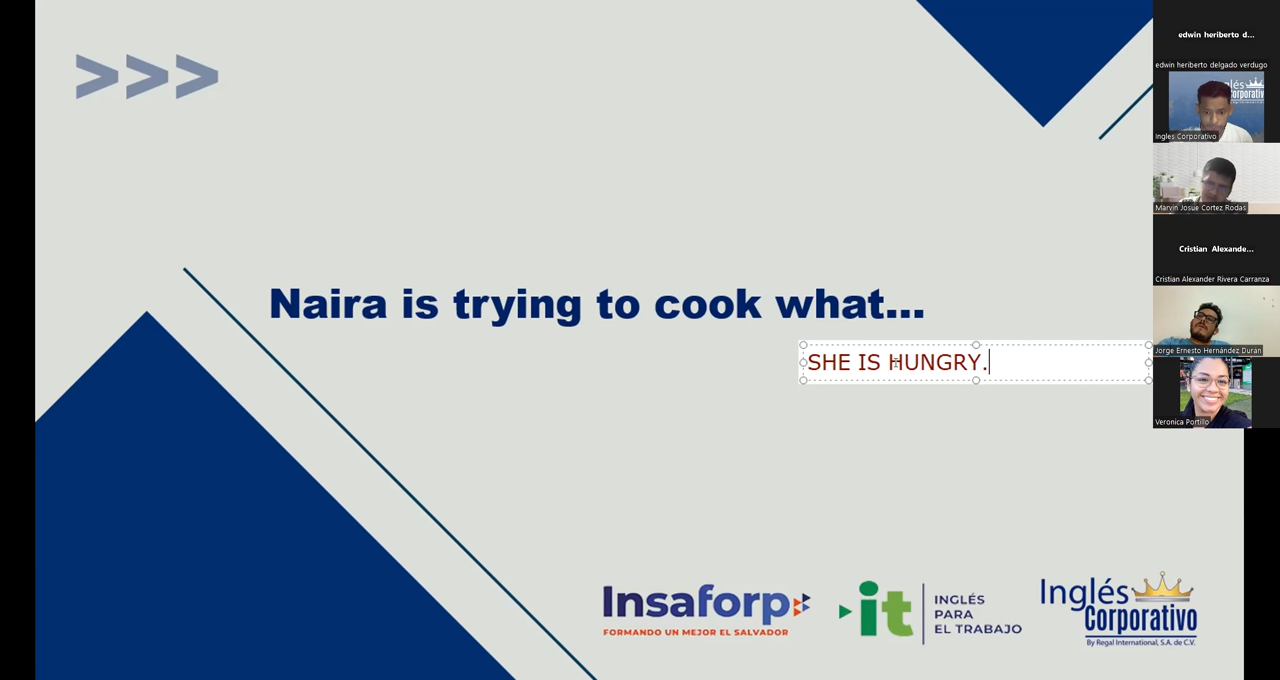 >>>
Naira is trying to cook what...
SHE IS HUNGRY.
Insaforp
FORMANDO UN MEJOR EL SALVADOR
it
INGLÉS
PARA
EL TRABAJO
Inglés
Corporativo
By Regal International, S.A. de C.V.
edwin heriberto d...
edwin heriberto delgado verdugo
glés
Corporativ
Ingles Corporativo
Marvin Josue Cortez Rodas
Cristian Alexande...
Cristian Alexander Rivera Carranza
Jorge Ernesto Hernández Duran
Veronica Portillo